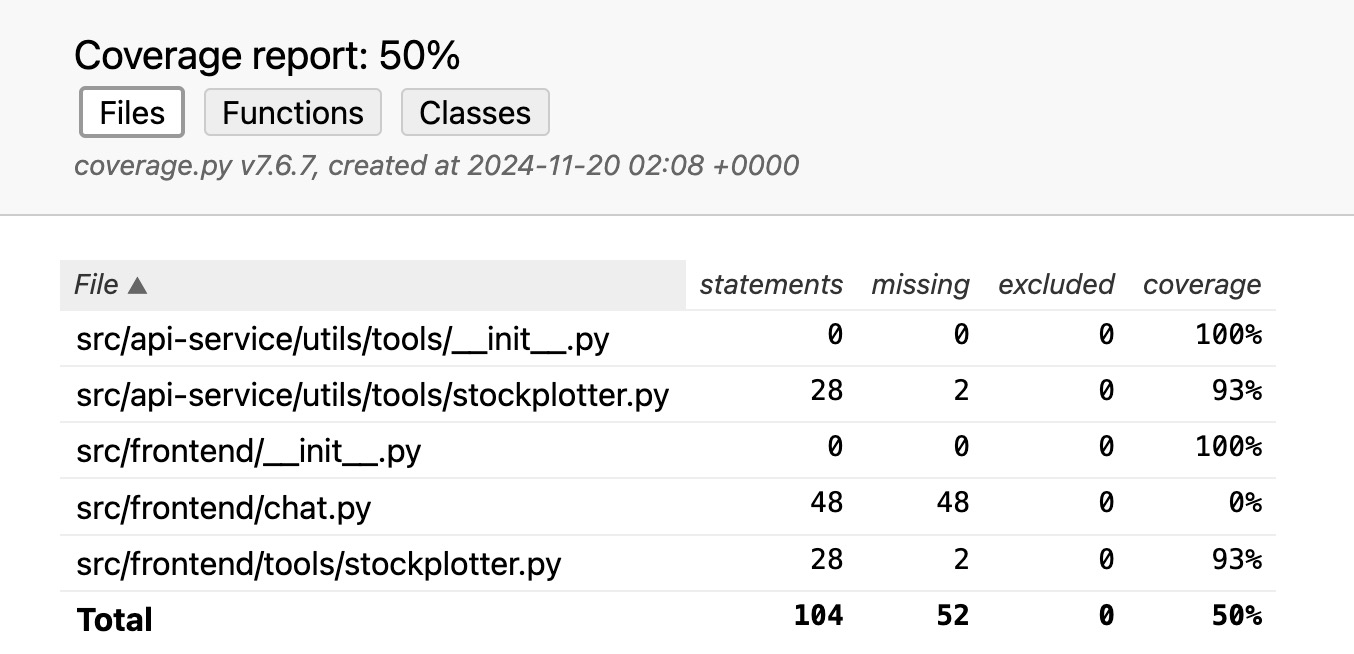 Coverage report: 50%
Files Functions Classes
coverage.py v7.6.7, created at 2024-11-20 02:08 +0000
File ▲ statements missing excluded coverage
src/api-service/utils/tools/__init__.py 0 0 0 100%
src/api-service/utils/tools/stockplotter.py 28 2 0 93%
src/frontend/__init__.py 0 0 0 100%
src/frontend/chat.py 48 48 0 0%
src/frontend/tools/stockplotter.py 28 2 0 93%
Total 104 52 0 50%